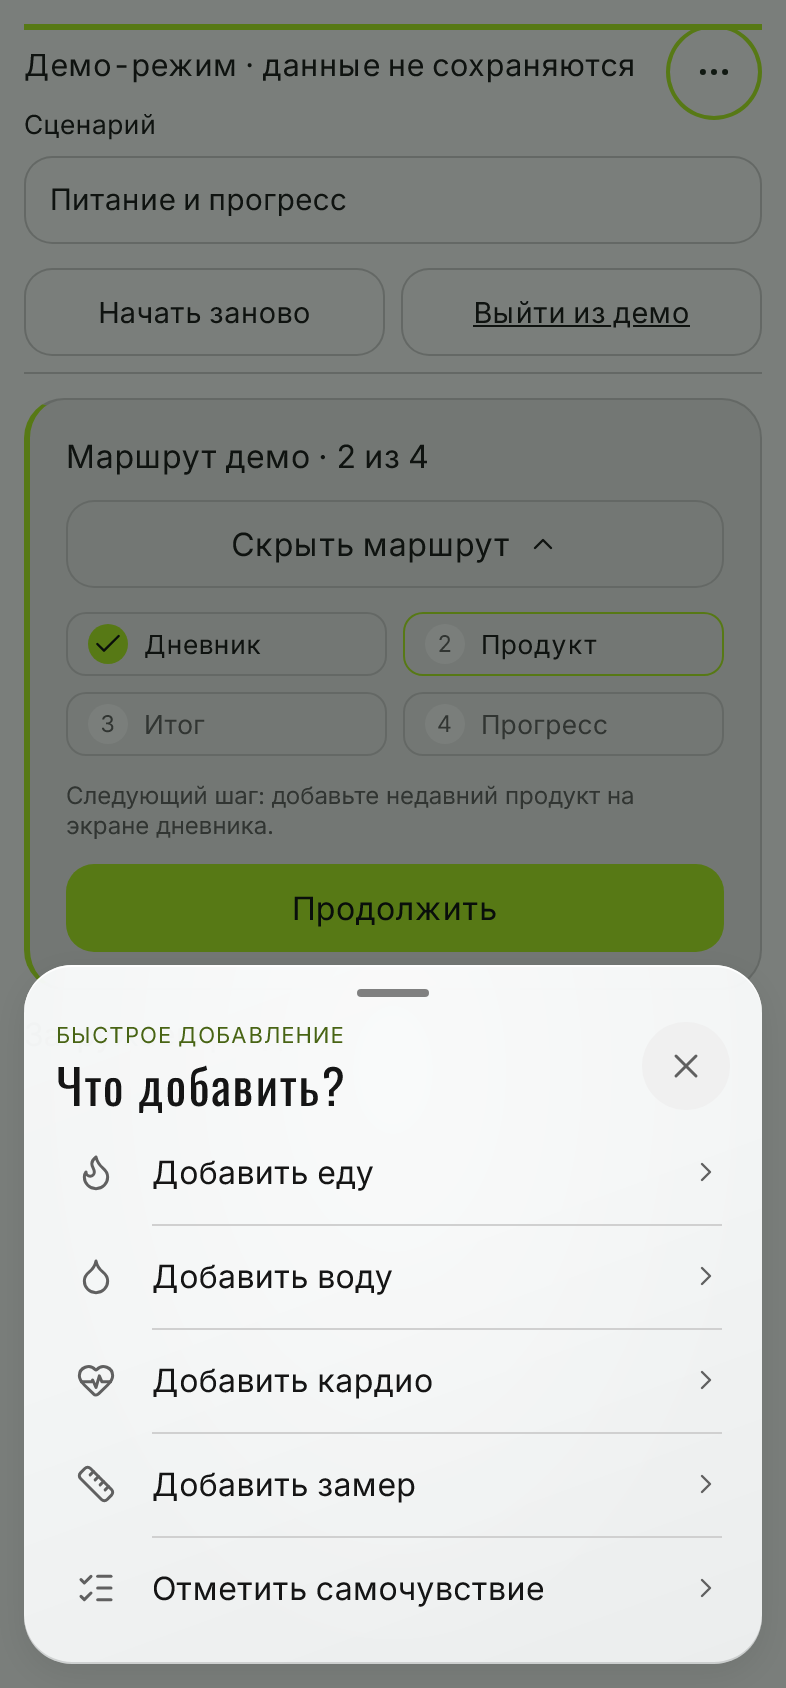 Демо-режим · данные не сохраняются
Сценарий
Питание и прогресс
Начать заново
Выйти из демо
Маршрут демо · 2 из 4
Скрыть маршрут
Дневник
2 Продукт
3 Итог
4 Прогресс
Следующий шаг: добавьте недавний продукт на
экране дневника.
Продолжить
БЫСТРОЕ ДОБАВЛЕНИЕ
Что добавить?
Добавить еду
Добавить воду
Добавить кардио
Добавить замер
Отметить самочувствие